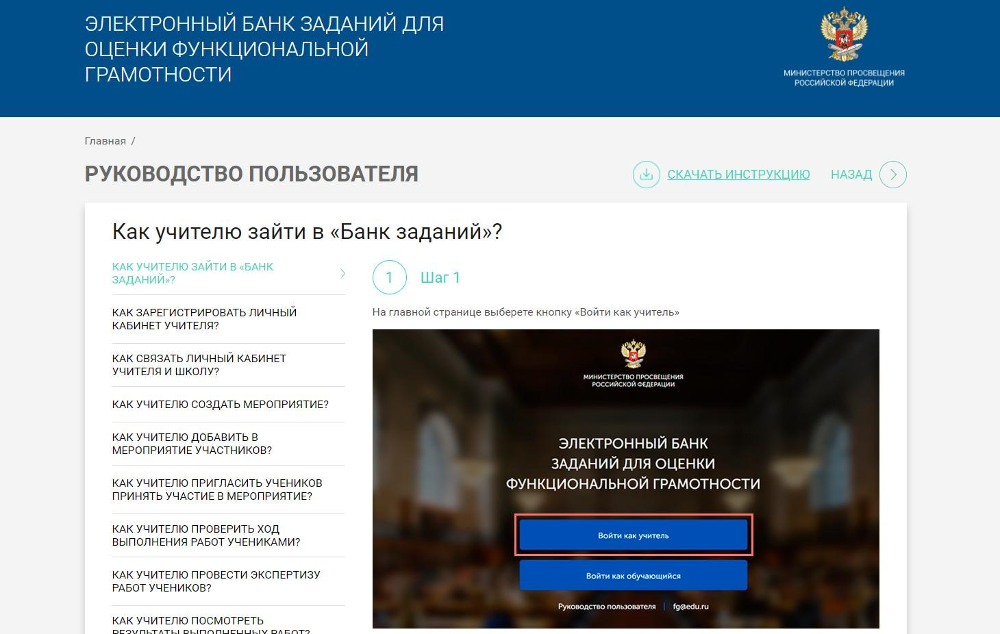 ЭЛЕКТРОННЫЙ БАНК ЗАДАНИЙ ДЛЯ
ОЦЕНКИ ФУНКЦИОНАЛЬНОЙ
ГРАМОТНОСТИ
МИНИСТЕРСТВО ПРОСВЕЩЕНИЯ
РОССИЙСКОЙ ФЕДЕРАЦИИ
Главная /
РУКОВОДСТВО ПОЛЬЗОВАТЕЛЯ
СКАЧАТЬ ИНСТРУКЦИЮ
НАЗАД
Как учителю зайти в «Банк заданий»?
КАК УЧИТЕЛЮ ЗАЙТИ В «БАНК
ЗАДАНИЙ»?
КАК ЗАРЕГИСТРИРОВАТЬ ЛИЧНЫЙ
КАБИНЕТ УЧИТЕЛЯ?
КАК СВЯЗАТЬ ЛИЧНЫЙ КАБИНЕТ
УЧИТЕЛЯ И ШКОЛУ?
КАК УЧИТЕЛЮ СОЗДАТЬ МЕРОПРИЯТИЕ?
КАК УЧИТЕЛЮ ДОБАВИТЬ В
МЕРОПРИЯТИЕ УЧАСТНИКОВ?
КАК УЧИТЕЛЮ ПРИГЛАСИТЬ УЧЕНИКОВ
ПРИНЯТЬ УЧАСТИЕ В МЕРОПРИЯТИЕ?
КАК УЧИТЕЛЮ ПРОВЕРИТЬ ХОД
ВЫПОЛНЕНИЯ РАБОТ УЧЕНИКАМИ?
КАК УЧИТЕЛЮ ПРОВЕСТИ ЭКСПЕРТИЗУ
РАБОТ УЧЕНИКОВ?
КАК УЧИТЕЛЮ ПОСМОТРЕТЬ
РЕЗУЛЬТАТЫ ВЫПОЛНЕННЫХ РАБОТ?
1 Шаг 1
На главной странице выберете кнопку «Войти как учитель»
МИНИСТЕРСТВО ПРОСВЕЩЕНИЯ
РОССИЙСКОЙ ФЕДЕРАЦИИ
ЭЛЕКТРОННЫЙ БАНК
ЗАДАНИЙ ДЛЯ ОЦЕНКИ
ФУНКЦИОНАЛЬНОЙ ГРАМОТНОСТИ
Войти как учитель
Войти как обучающийся
Руководство пользователя | fg@edu.ru